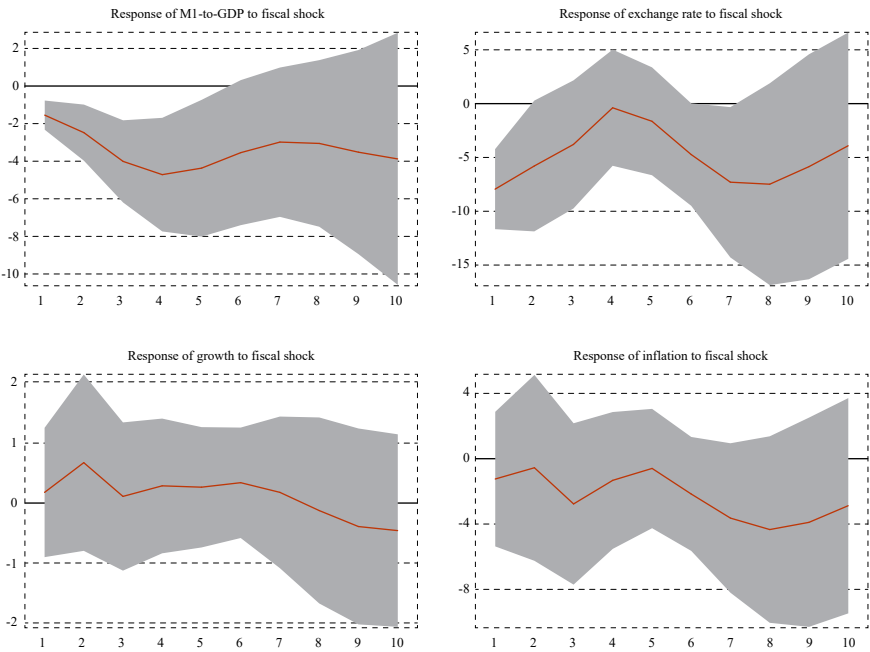 Response of M1-to-GDP to fiscal shock
2
0
-2
-4
-6
-8
-10
1 2 3 4 5 6 7 8 9 10
Response of exchange rate to fiscal shock
5
0
-5
-10
-15
1 2 3 4 5 6 7 8 9 10
Response of growth to fiscal shock
2
1
0
-1
-2
1 2 3 4 5 6 7 8 9 10
Response of inflation to fiscal shock
4
0
-4
-8
1 2 3 4 5 6 7 8 9 10